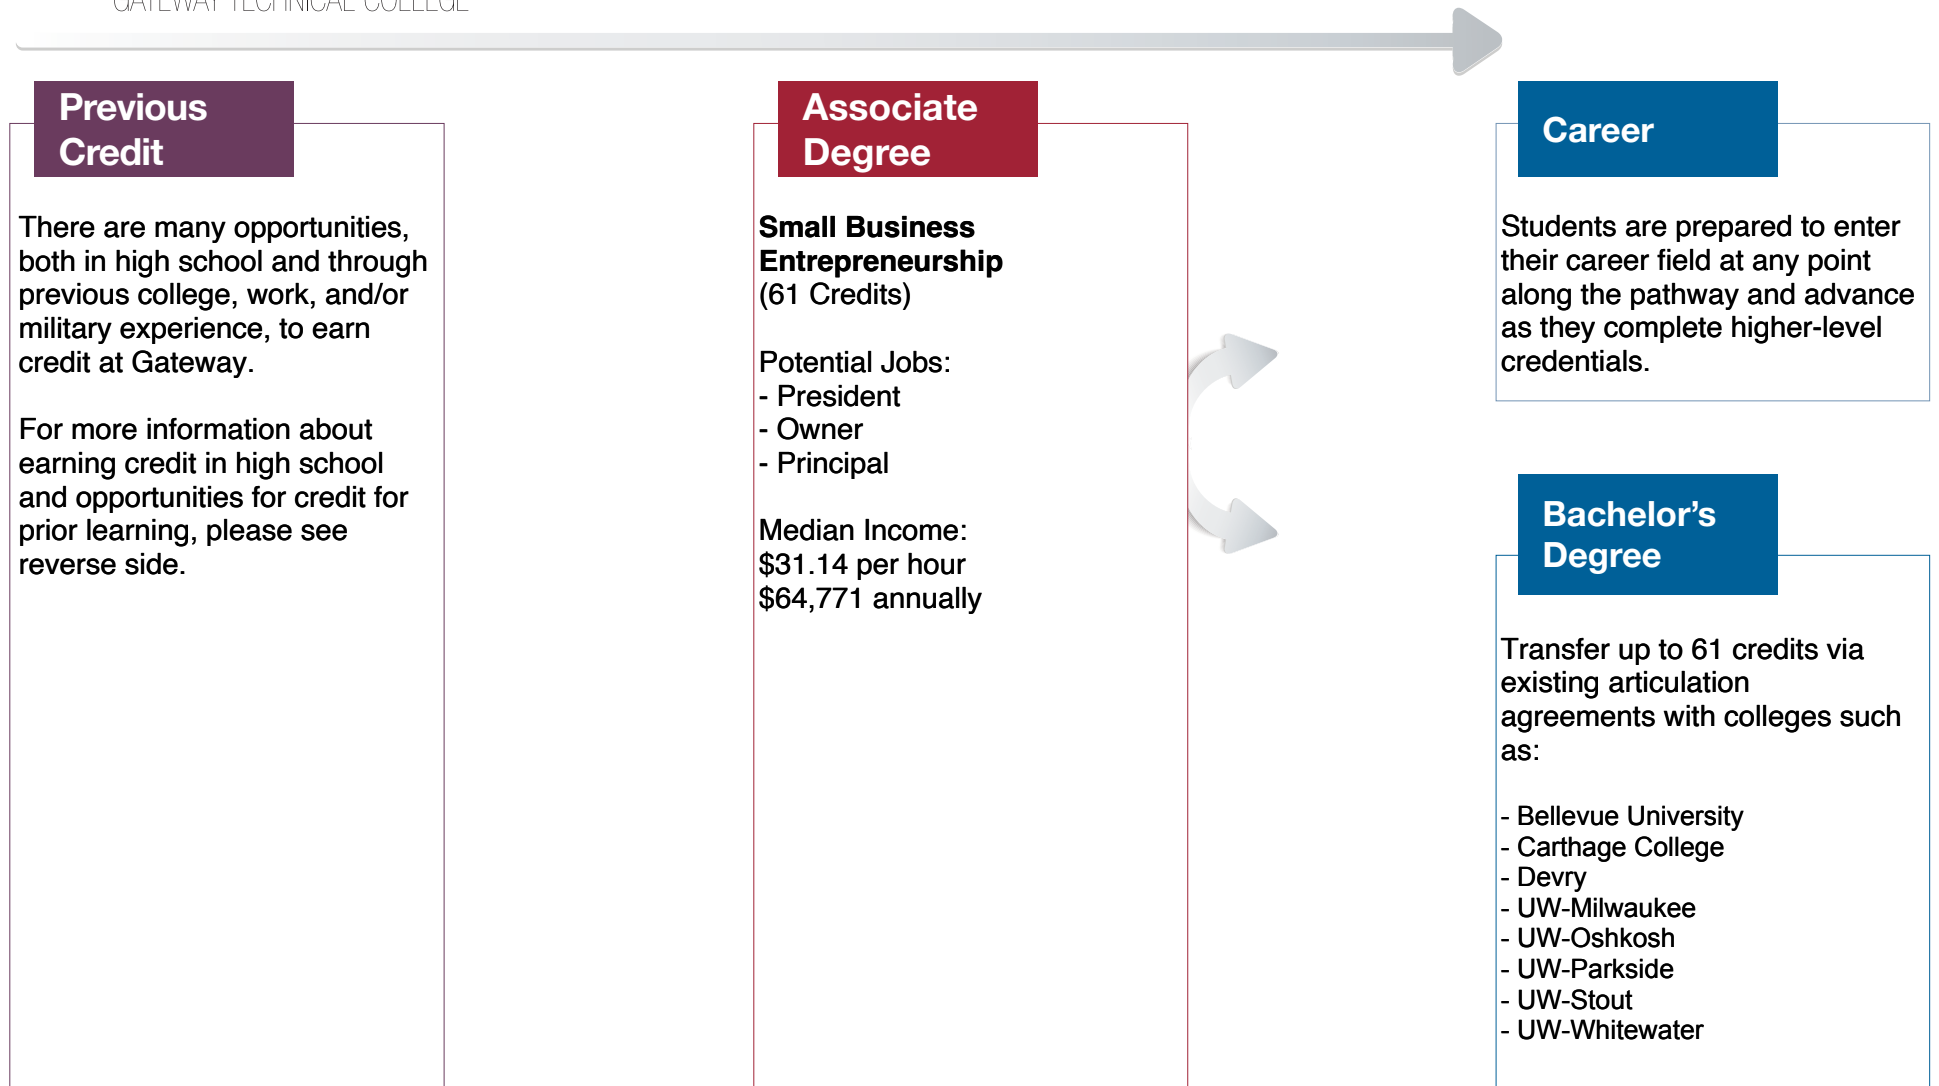 GATEWAY TECHNICAL COLLEGE
Previous
Credit
There are many opportunities,
both in high school and through
previous college, work, and/or
military experience, to earn
credit at Gateway.
For more information about
earning credit in high school
and opportunities for credit for
prior learning, please see
reverse side.
Associate
Degree
Small Business
Entrepreneurship
(61 Credits)
Potential Jobs:
- President
- Owner
- Principal
Median Income:
$31.14 per hour
$64,771 annually
Career
Students are prepared to enter
their career field at any point
along the pathway and advance
as they complete higher-level
credentials.
Bachelor’s
Degree
Transfer up to 61 credits via
existing articulation
agreements with colleges such
as:
- Bellevue University
- Carthage College
- Devry
- UW-Milwaukee
- UW-Oshkosh
- UW-Parkside
- UW-Stout
- UW-Whitewater